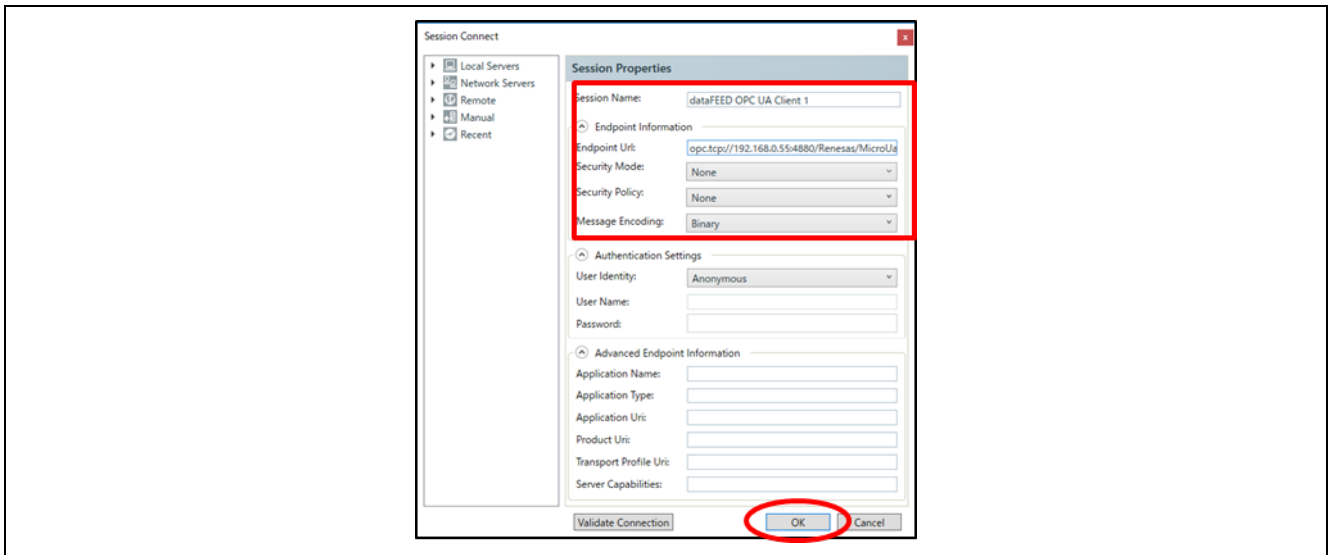 Session Connect
x
Local Servers
Network Servers
Remote
Manual
Recent
Session Properties
Session Name: dataFEED OPC UA Client 1
Endpoint Information
Endpoint Url: opc.tcp://192.168.0.55:4880/Renesas/MicroUa
Security Mode: None
Security Policy: None
Message Encoding: Binary
Authentication Settings
User Identity: Anonymous
User Name:
Password:
Advanced Endpoint Information
Application Name:
Application Type:
Application Uri:
Product Uri:
Transport Profile Uri:
Server Capabilities:
Validate Connection OK Cancel